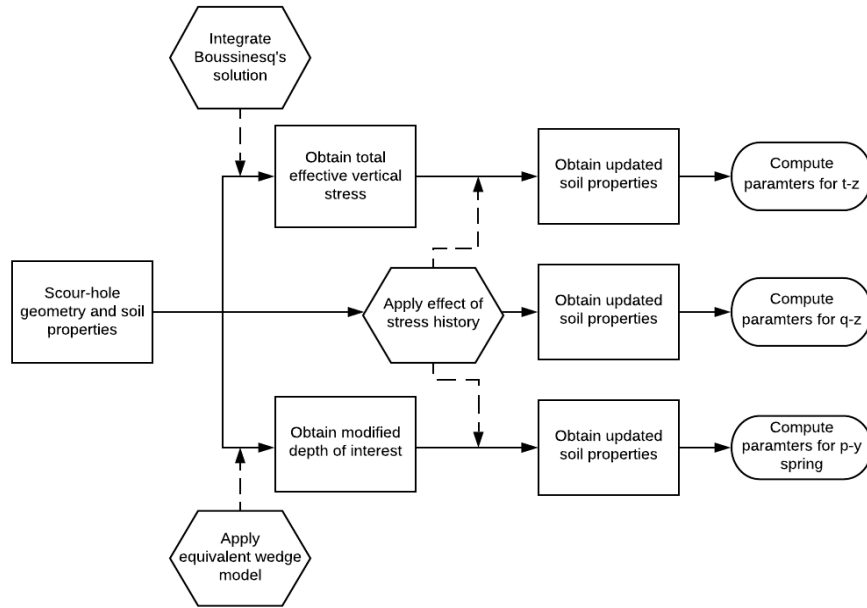 Integrate
Boussinesq's
solution
Obtain total
effective vertical
stress
Obtain updated
soil properties
Compute
paramters for t-z
Scour-hole
geometry and soil
properties
Apply effect of
stress history
Obtain updated
soil properties
Compute
paramters for q-z
Obtain modified
depth of interest
Obtain updated
soil properties
Compute
paramters for p-y
spring
Apply
equivalent wedge
model